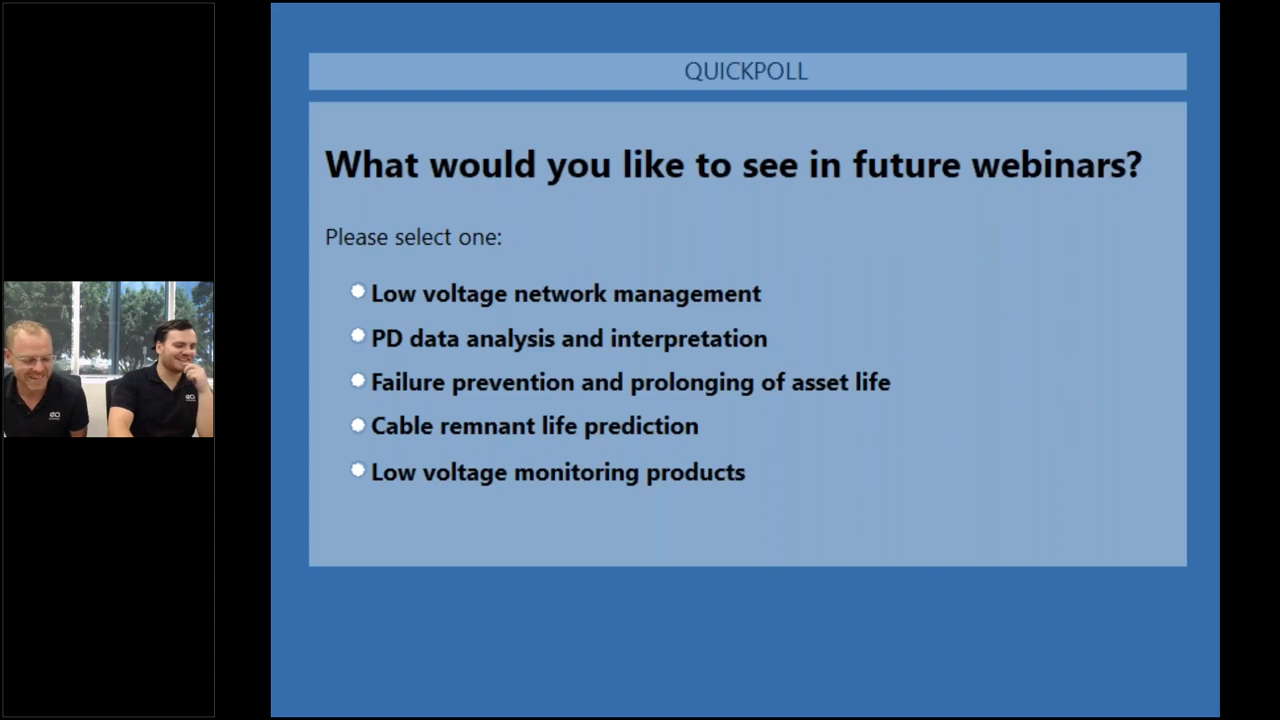 QUICKPOLL
What would you like to see in future webinars?
Please select one:
Low voltage network management
PD data analysis and interpretation
Failure prevention and prolonging of asset life
Cable remnant life prediction
Low voltage monitoring products